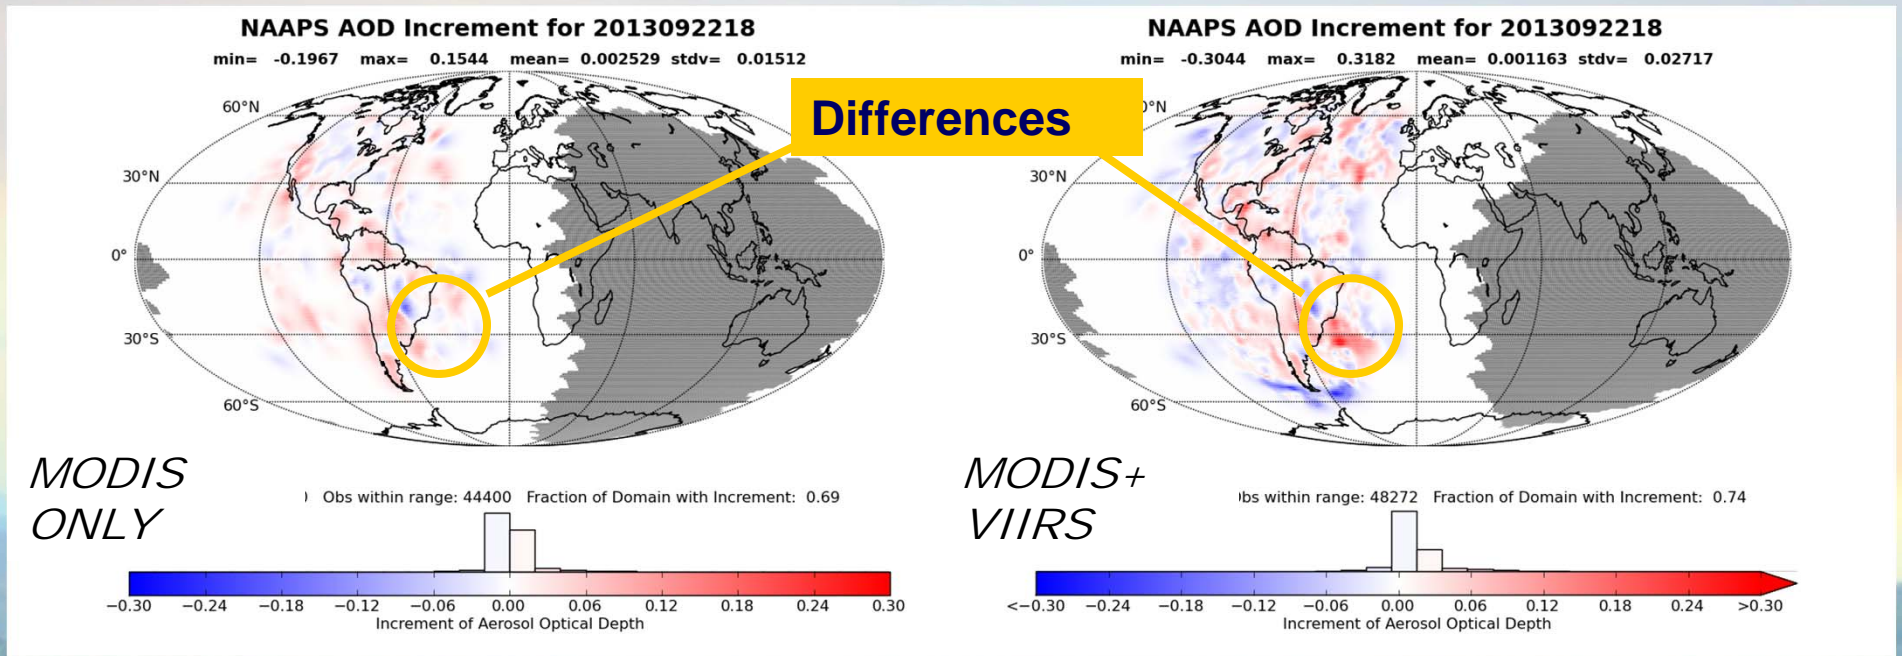 NAAPS AOD Increment for 2013092218
min= -0.1967 max= 0.1544 mean= 0.002529 stdv= 0.01512
60°N
30°N
0°
30°S
60°S
MODIS
ONLY
) Obs within range: 44400 Fraction of Domain with Increment: 0.69
−0.30 −0.24 −0.18 −0.12 −0.06 0.00 0.06 0.12 0.18 0.24 0.30
Increment of Aerosol Optical Depth
Differences
NAAPS AOD Increment for 2013092218
min= -0.3044 max= 0.3182 mean= 0.001163 stdv= 0.02717
0°N
30°N
0°
30°S
60°S
MODIS+
VIIRS
bs within range: 48272 Fraction of Domain with Increment: 0.74
<−0.30 −0.24 −0.18 −0.12 −0.06 0.00 0.06 0.12 0.18 0.24 >0.30
Increment of Aerosol Optical Depth